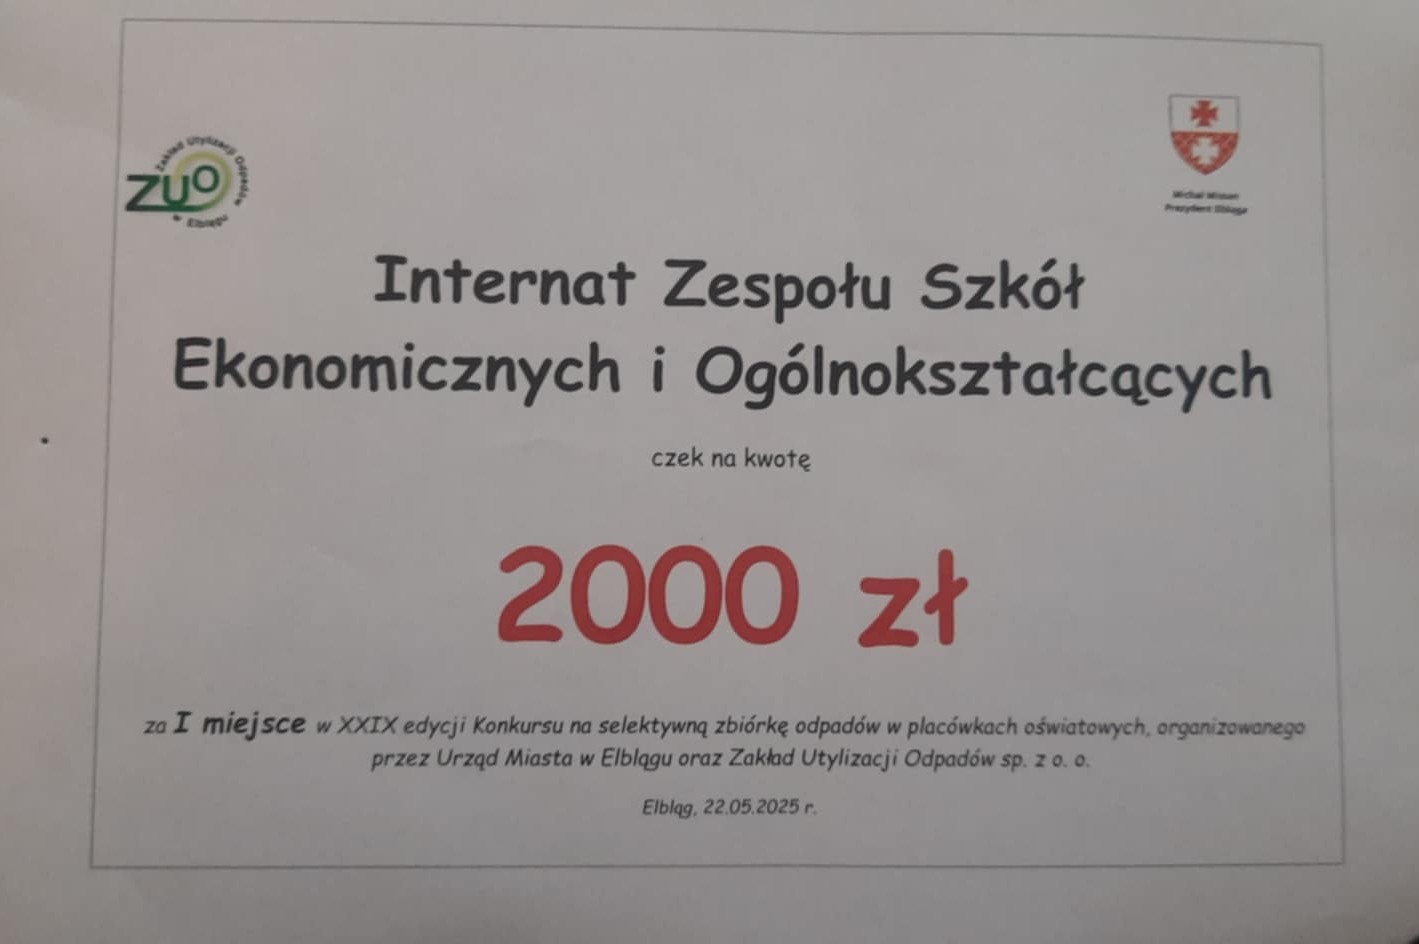 Zakład Utylizacji Odpadów
ZUO
w Elblągu
Michał Missan
Prezydent Elbląga
Internat Zespołu Szkół
Ekonomicznych i Ogólnokształcących
czek na kwotę
2000 zł
za I miejsce w XXIX edycji Konkursu na selektywną zbiórkę odpadów w placówkach oświatowych, organizowanego
przez Urząd Miasta w Elblągu oraz Zakład Utylizacji Odpadów sp. z o. o.
Elbląg, 22.05.2025 r.